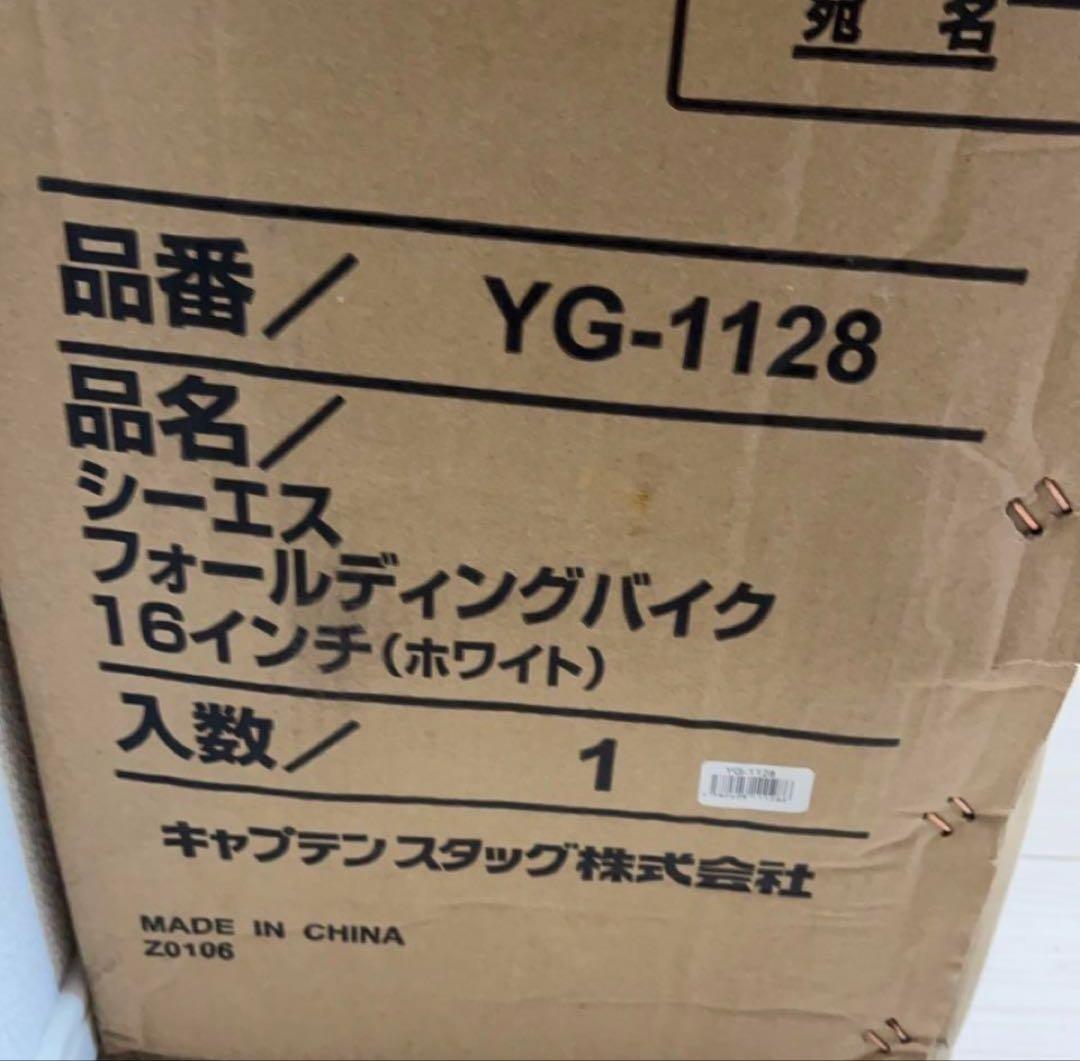 宛名
品番／ YG-1128
品名／
シーエス
フォールディングバイク
16インチ(ホワイト)
入数／ 1
YG-1128
キャプテンスタッグ株式会社
MADE IN CHINA
Z0106